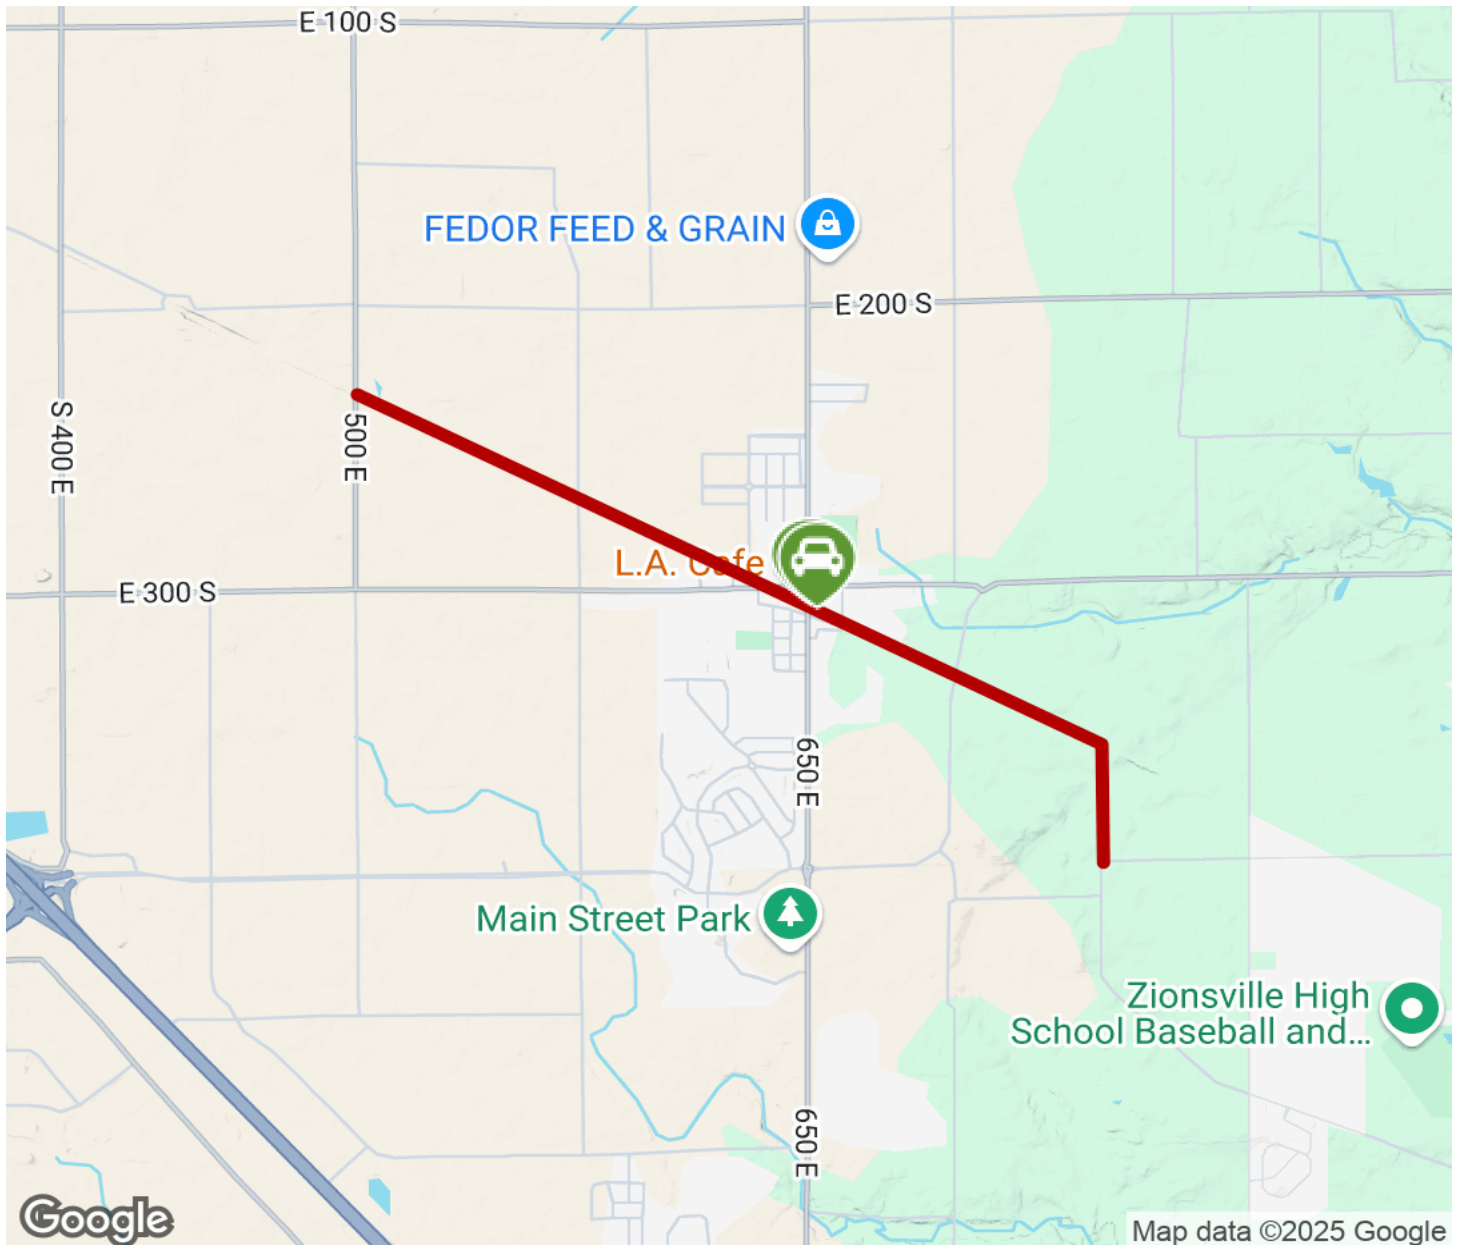 E 100 S
FEDOR FEED & GRAIN
E 200 S
S 400 E
500 E
L.A. Cafe
E 300 S
650 E
Main Street Park
Zionsville High
School Baseball and...
650 E
Google
Map data ©2025 Google